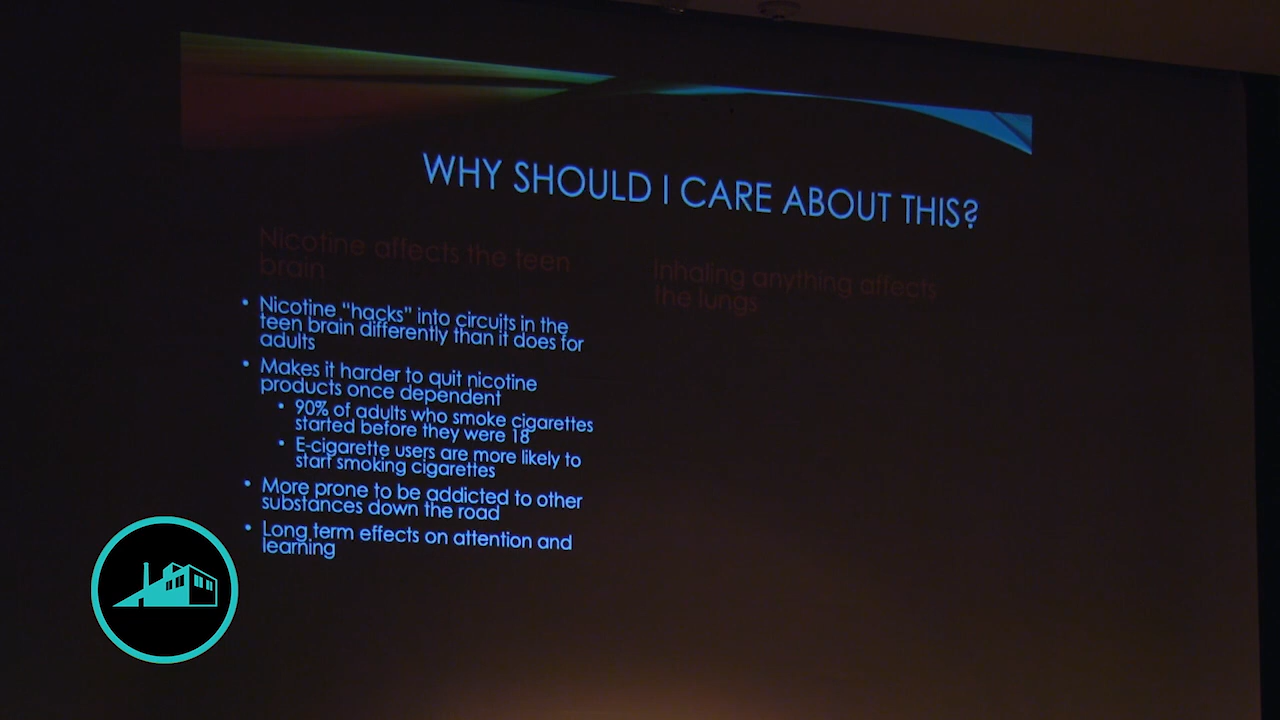 WHY SHOULD I CARE ABOUT THIS?
Nicotine affects the teen
brain
• Nicotine “hacks” into circuits in the
teen brain differently than it does for
adults
• Makes it harder to quit nicotine
products once dependent
• 90% of adults who smoke cigarettes
started before they were 18
• E-cigarette users are more likely to
start smoking cigarettes
• More prone to be addicted to other
substances down the road
• Long term effects on attention and
learning
Inhaling anything affects
the lungs